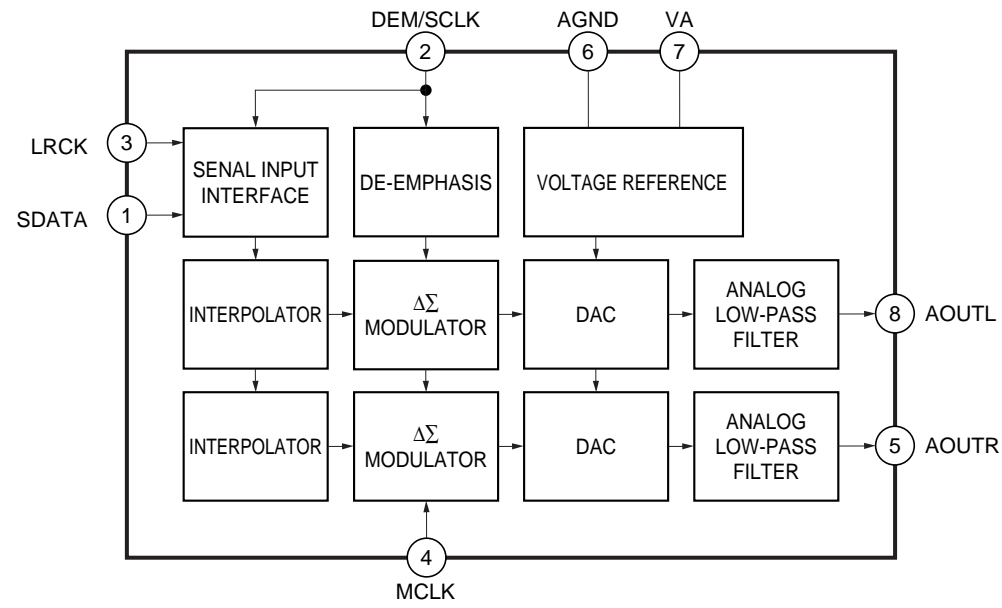 DEM/SCLK
AGND
VA
2
6
7
3
LRCK
SENAL INPUT
INTERFACE
DE-EMPHASIS
VOLTAGE REFERENCE
1
SDATA
INTERPOLATOR
ΔΣ
MODULATOR
DAC
ANALOG
LOW-PASS
FILTER
8
AOUTL
INTERPOLATOR
ΔΣ
MODULATOR
DAC
ANALOG
LOW-PASS
FILTER
5
AOUTR
4
MCLK